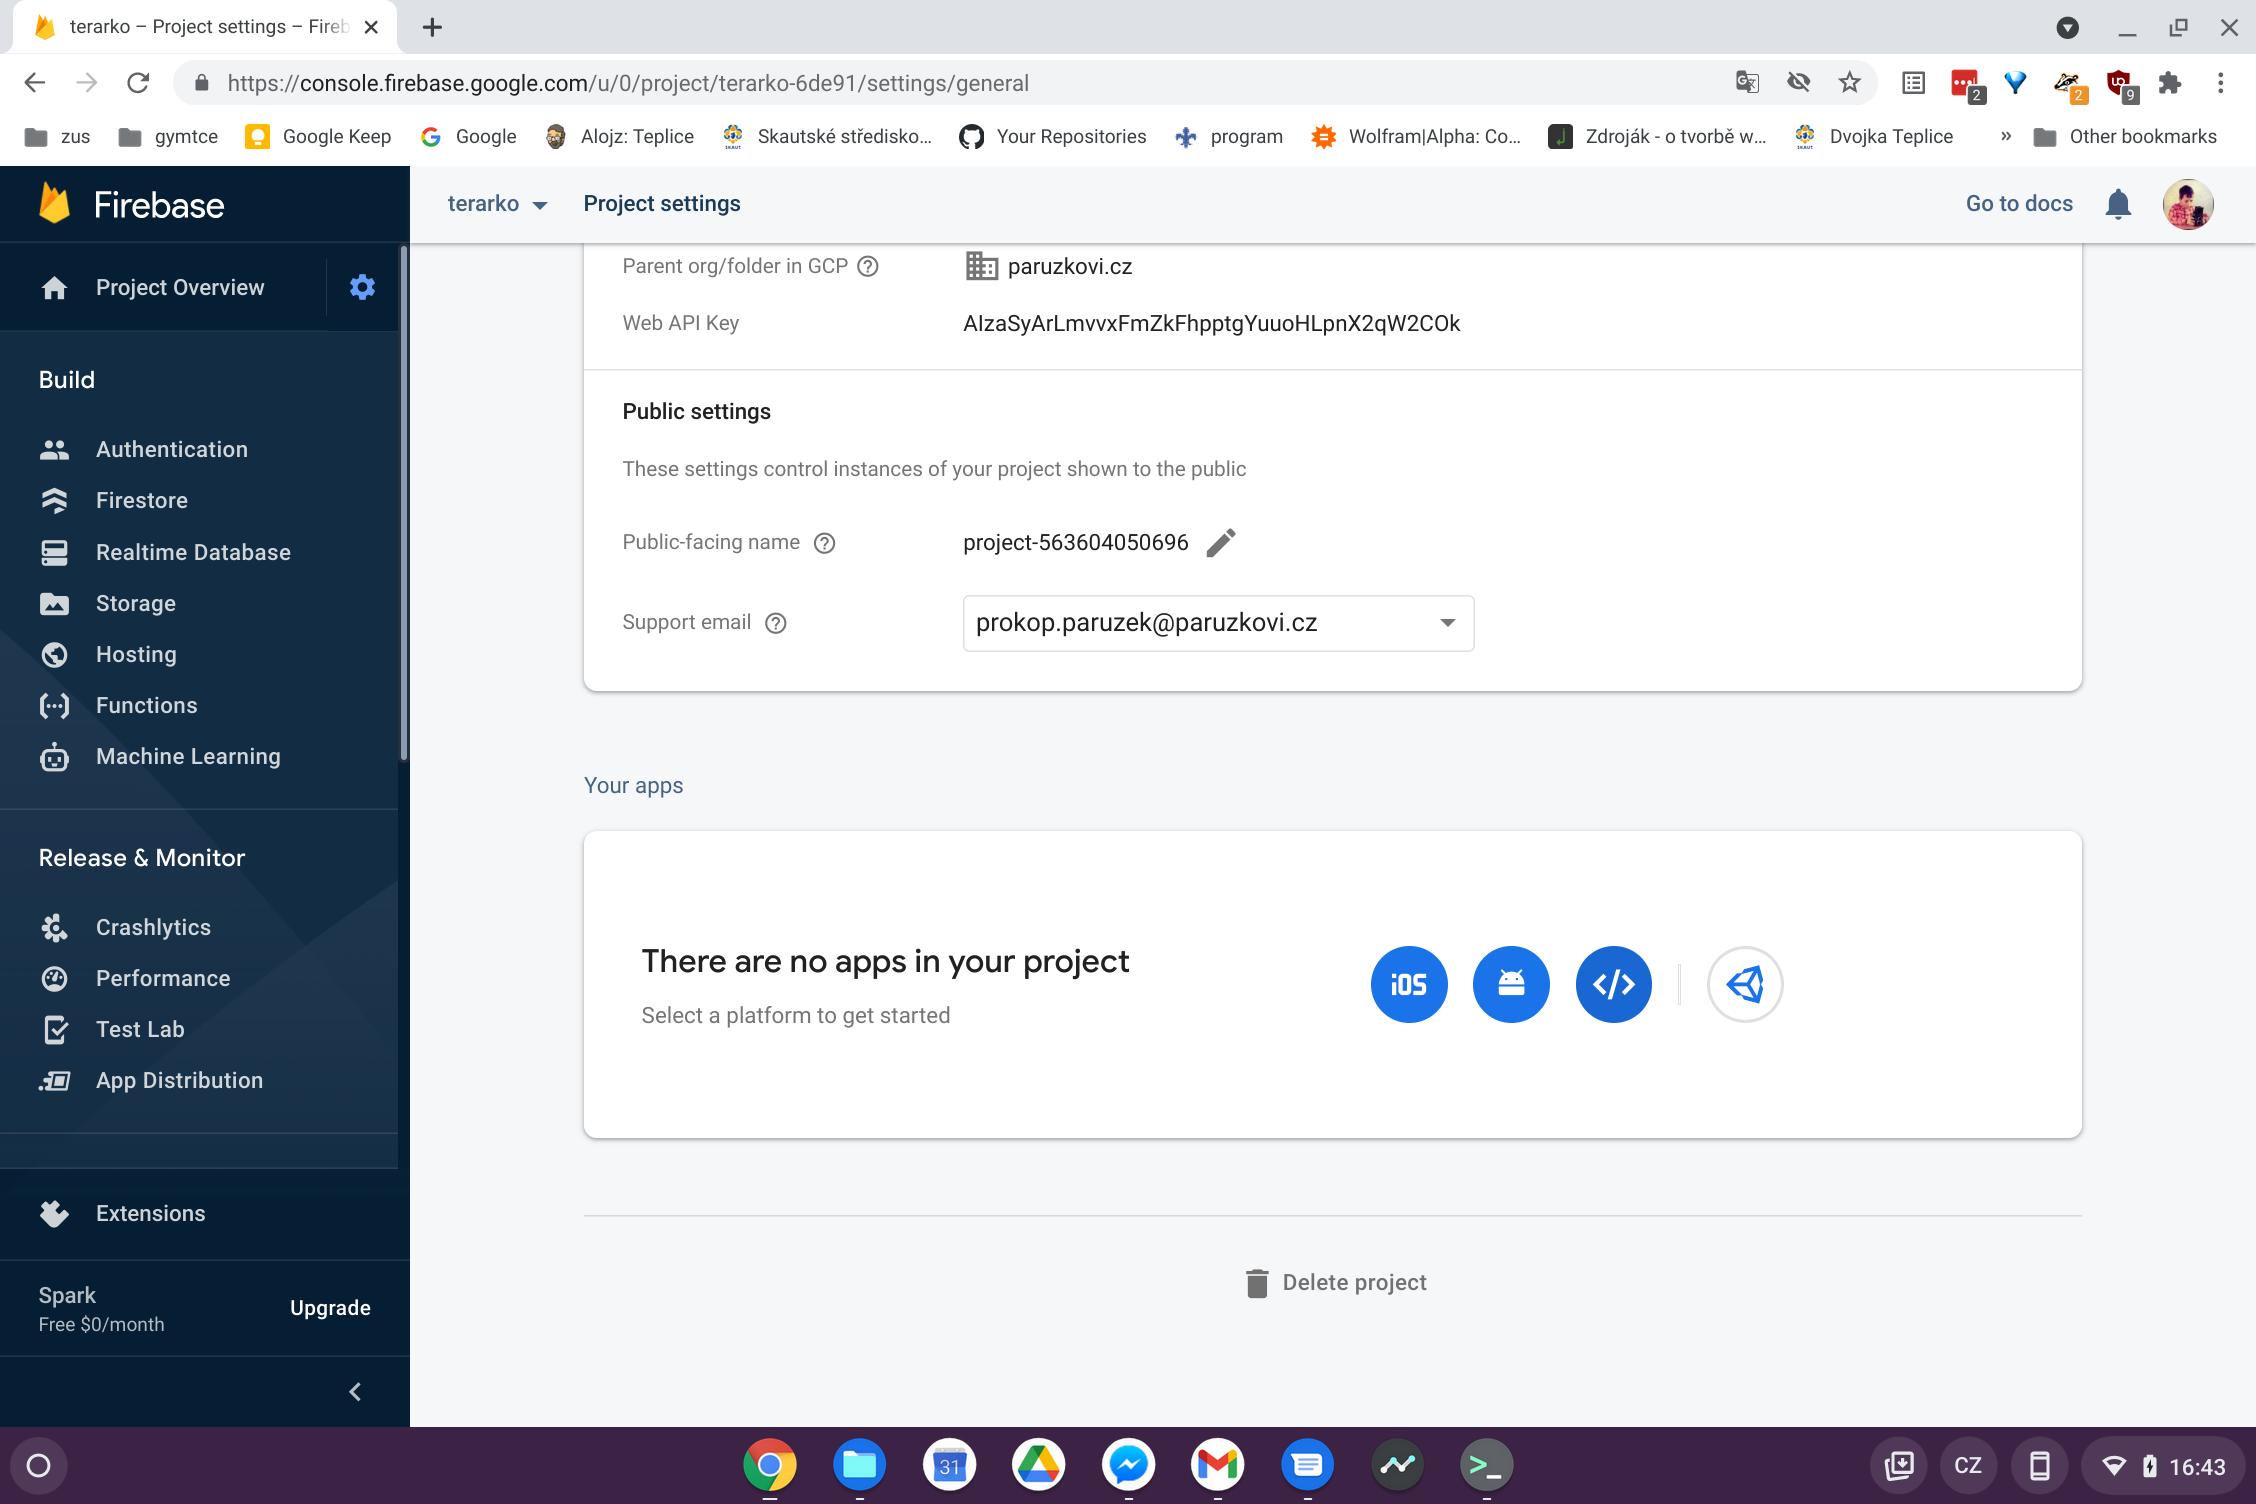 terarko – Project settings – Fireb
https://console.firebase.google.com/u/0/project/terarko-6de91/settings/general
2
2
9
zus
gymtce
Google Keep
Google
Alojz: Teplice
Skautské středisko...
Your Repositories
program
Wolfram|Alpha: Co...
Zdroják - o tvorbě w...
Dvojka Teplice
»
Other bookmarks
Firebase
terarko
Project settings
Go to docs
Project Overview
Parent org/folder in GCP
paruzkovi.cz
Web API Key
AIzaSyArLmvvxFmZkFhpptgYuuoHLpnX2qW2COk
Build
Authentication
Firestore
Realtime Database
Storage
Hosting
Functions
Machine Learning
Public settings
These settings control instances of your project shown to the public
Public-facing name
project-563604050696
Support email
prokop.paruzek@paruzkovi.cz
Your apps
Release & Monitor
Crashlytics
Performance
Test Lab
App Distribution
There are no apps in your project
Select a platform to get started
iOS
Extensions
Spark
Free $0/month
Upgrade
Delete project
31
CZ
16:43